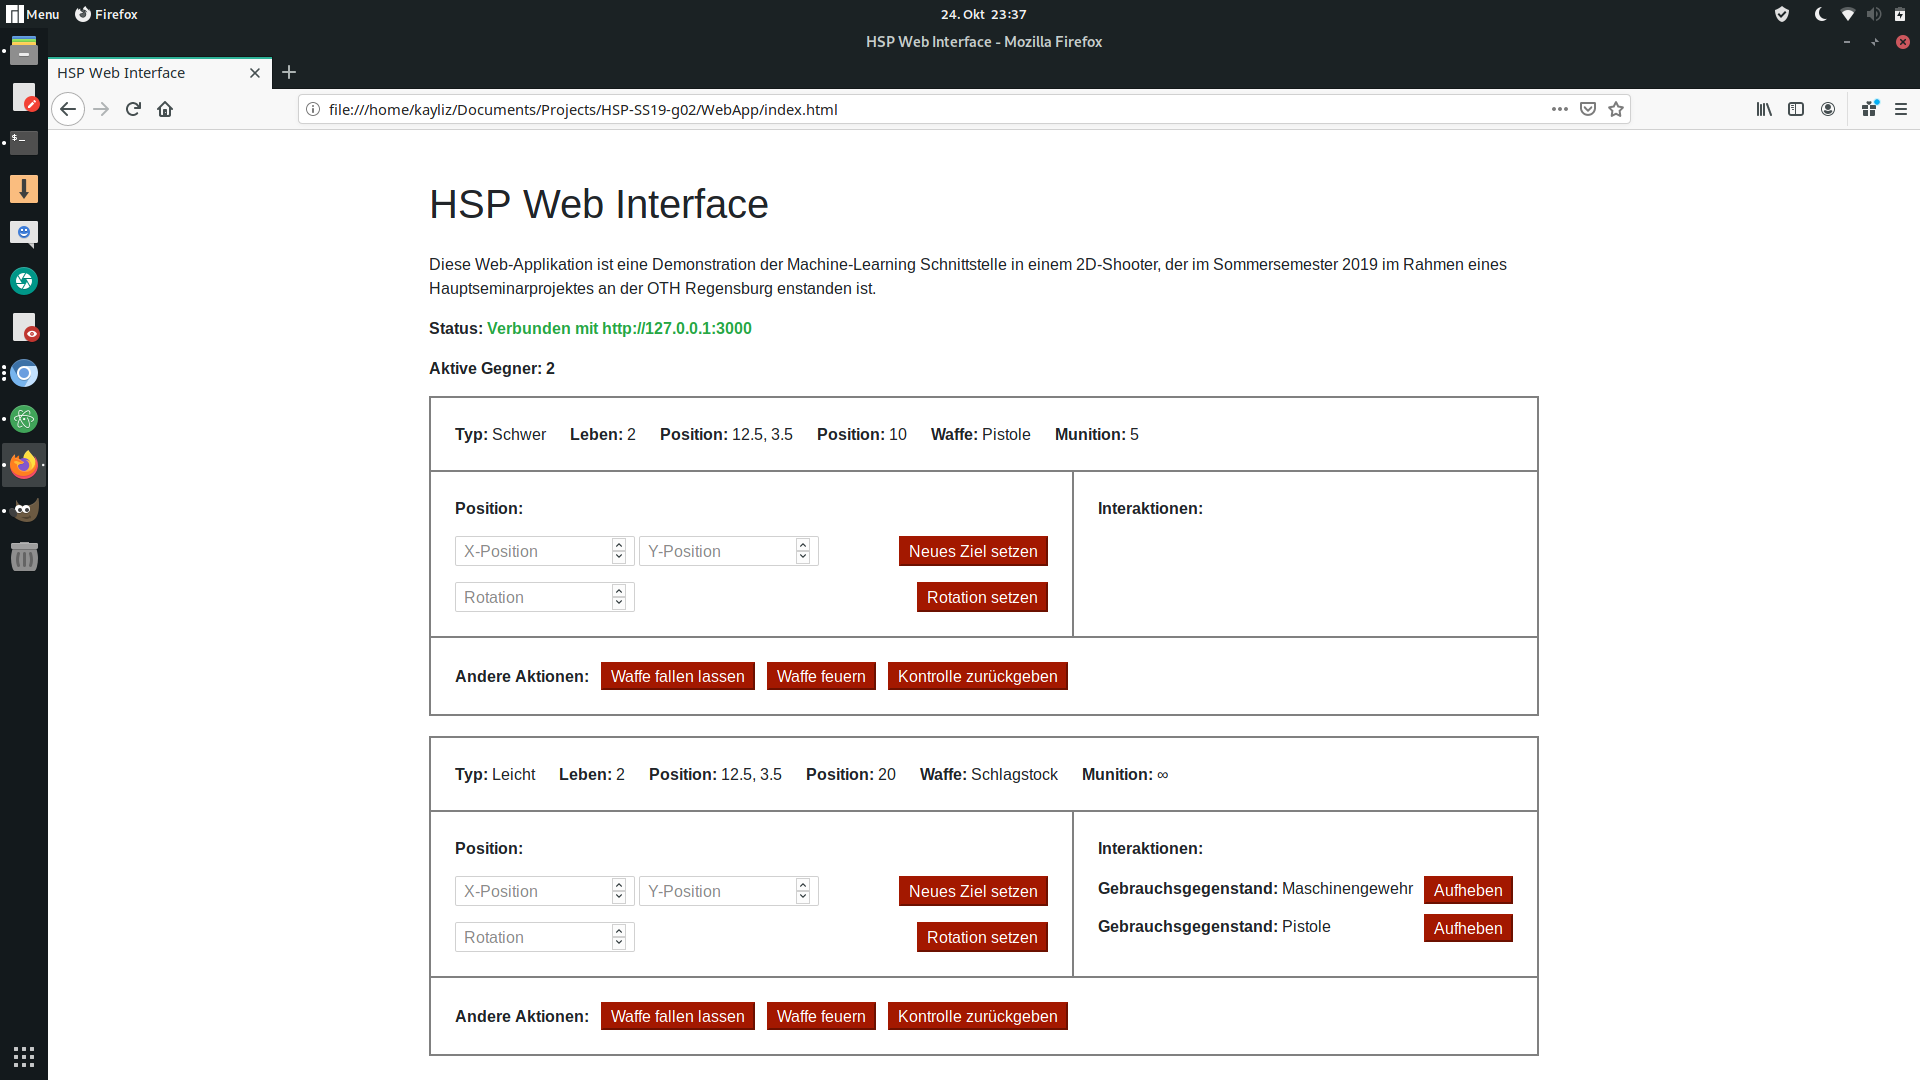 Menu Firefox 24. Okt 23:37
HSP Web Interface - Mozilla Firefox
HSP Web Interface
file:///home/kayliz/Documents/Projects/HSP-SS19-g02/WebApp/index.html
HSP Web Interface
Diese Web-Applikation ist eine Demonstration der Machine-Learning Schnittstelle in einem 2D-Shooter, der im Sommersemester 2019 im Rahmen eines
Hauptseminarprojektes an der OTH Regensburg enstanden ist.
Status: Verbunden mit http://127.0.0.1:3000
Aktive Gegner: 2
Typ: Schwer Leben: 2 Position: 12.5, 3.5 Position: 10 Waffe: Pistole Munition: 5
Position:
X-Position Y-Position Neues Ziel setzen
Rotation Rotation setzen
Interaktionen:
Andere Aktionen: Waffe fallen lassen Waffe feuern Kontrolle zurückgeben
Typ: Leicht Leben: 2 Position: 12.5, 3.5 Position: 20 Waffe: Schlagstock Munition: ∞
Position:
X-Position Y-Position Neues Ziel setzen
Rotation Rotation setzen
Interaktionen:
Gebrauchsgegenstand: Maschinengewehr Aufheben
Gebrauchsgegenstand: Pistole Aufheben
Andere Aktionen: Waffe fallen lassen Waffe feuern Kontrolle zurückgeben